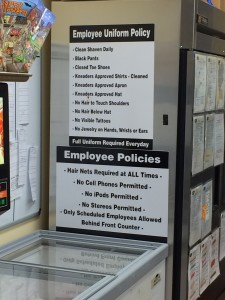 Employee Uniform Policy
- Clean Shaven Daily
- Black Pants
- Closed Toe Shoes
- Kneaders Approved Shirts - Cleaned
- Kneaders Approved Apron
- Kneaders Approved Hat
- No Hair to Touch Shoulders
- No Hair Below Hat
- No Visible Tattoos
- No Jewelry on Hands, Wrists or Ears
Full Uniform Required Everyday
Employee Policies
- Hair Nets Required at ALL Times -
- No Cell Phones Permitted -
- No iPods Permitted -
- No Stereos Permitted -
- Only Scheduled Employees Allowed
Behind Front Counter -